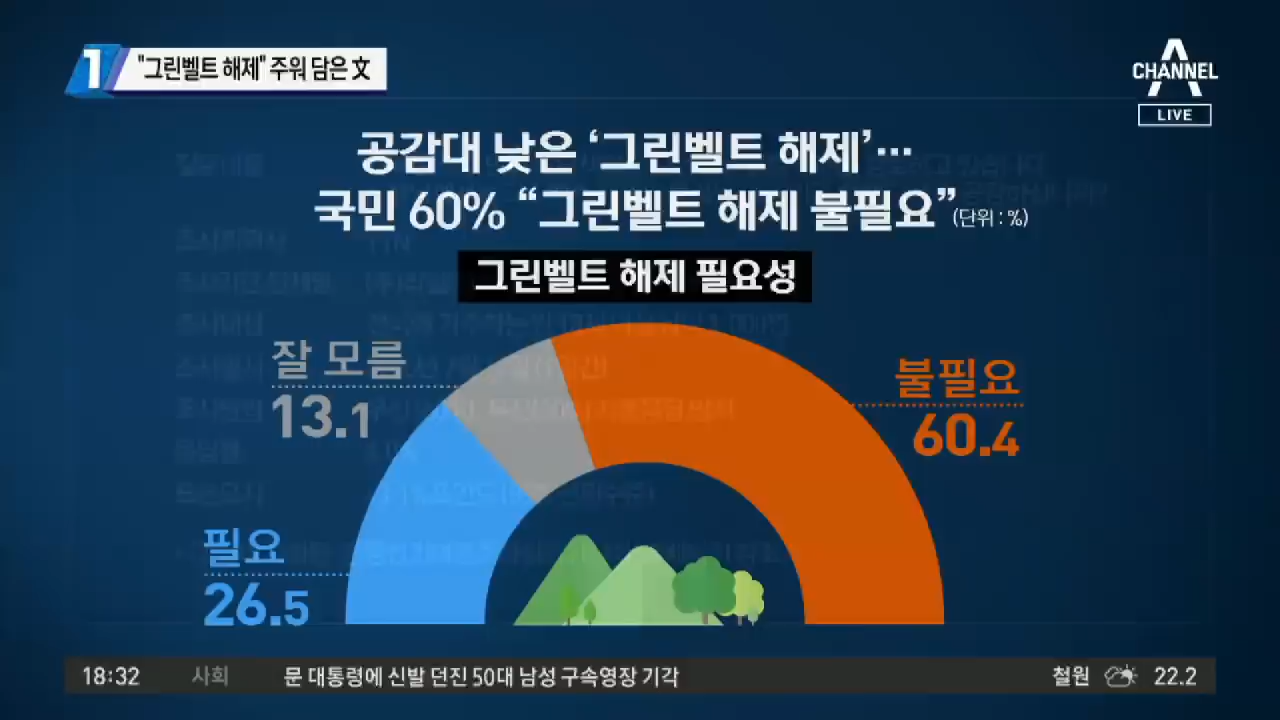 1 "그린벨트 해제" 주워 담은 文
CHANNEL A
LIVE
공감대 낮은 ‘그린벨트 해제’…
국민 60% “그린벨트 해제 불필요” (단위 : %)
그린벨트 해제 필요성
잘 모름
13.1
불필요
60.4
필요
26.5
18:32 사회 문 대통령에 신발 던진 50대 남성 구속영장 기각 철원 22.2